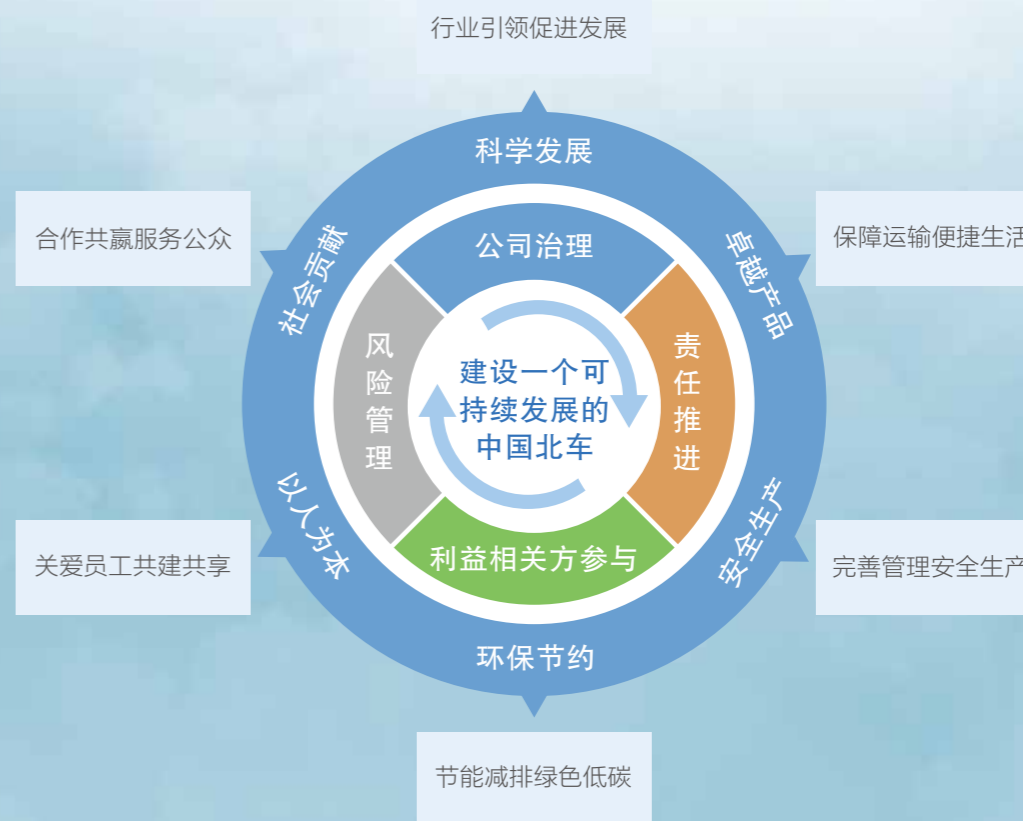 行业引领促进发展
科学发展
合作共赢服务公众
社会贡献
公司治理
卓越产品
保障运输便捷生活
风险管理
建设一个可
持续发展的
中国北车
责任推进
关爱员工共建共享
以人为本
利益相关方参与
安全生产
完善管理安全生产
环保节约
节能减排绿色低碳